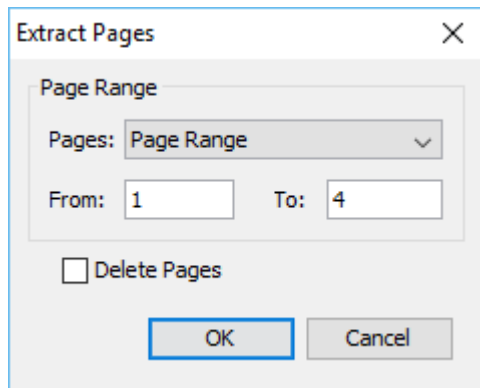 Extract Pages
Page Range
Pages: Page Range
From: 1 To: 4
Delete Pages
OK Cancel